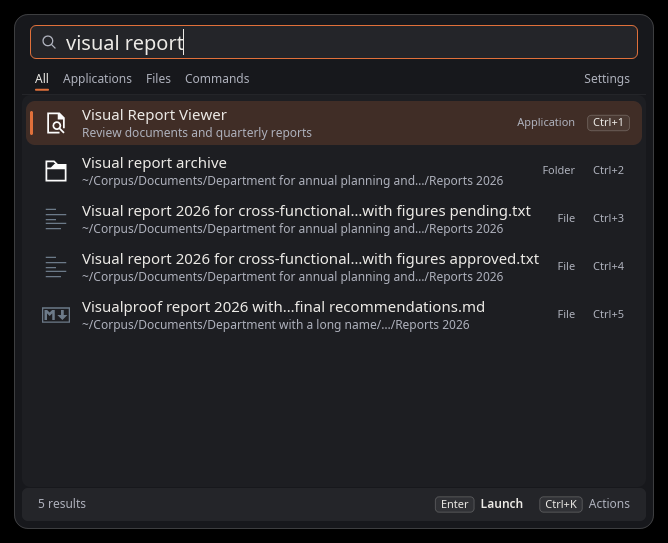 visual report
All Applications Files Commands Settings
Visual Report Viewer
Review documents and quarterly reports
Application Ctrl+1
Visual report archive
~/Corpus/Documents/Department for annual planning and.../Reports 2026
Folder Ctrl+2
Visual report 2026 for cross-functional...with figures pending.txt
~/Corpus/Documents/Department for annual planning and.../Reports 2026
File Ctrl+3
Visual report 2026 for cross-functional...with figures approved.txt
~/Corpus/Documents/Department for annual planning and.../Reports 2026
File Ctrl+4
Visualproof report 2026 with...final recommendations.md
~/Corpus/Documents/Department with a long name/.../Reports 2026
File Ctrl+5
5 results Enter Launch Ctrl+K Actions